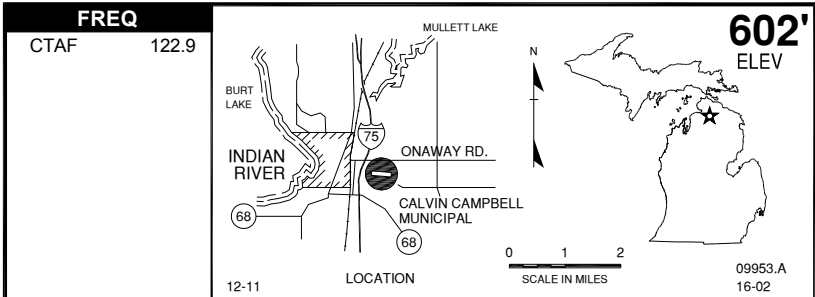 FREQ
CTAF 122.9
MULLETT LAKE
BURT
LAKE
75
INDIAN
RIVER
ONAWAY RD.
CALVIN CAMPBELL
MUNICIPAL
68
68
12-11
LOCATION
N
0 1 2
SCALE IN MILES
602'
ELEV
09953.A
16-02